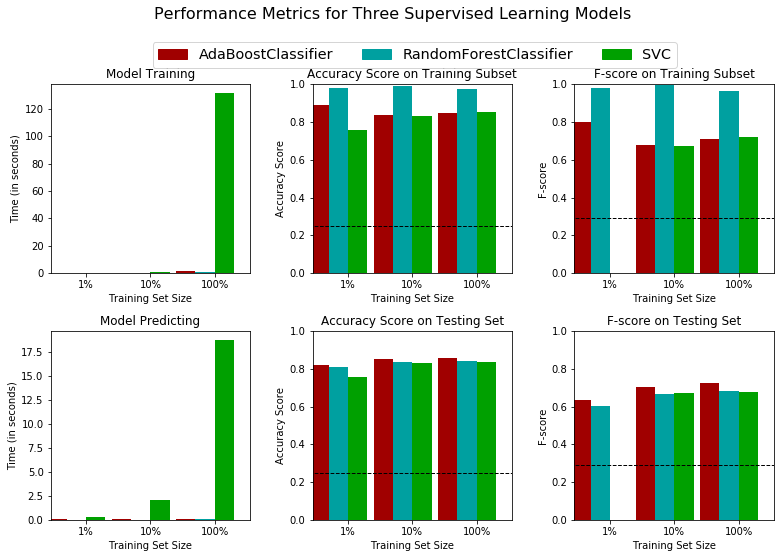 Performance Metrics for Three Supervised Learning Models
AdaBoostClassifier RandomForestClassifier SVC
Model Training
Time (in seconds)
120
100
80
60
40
20
0
1% 10% 100%
Training Set Size
Accuracy Score on Training Subset
Accuracy Score
1.0
0.8
0.6
0.4
0.2
0.0
1% 10% 100%
Training Set Size
F-score on Training Subset
F-score
1.0
0.8
0.6
0.4
0.2
0.0
1% 10% 100%
Training Set Size
Model Predicting
Time (in seconds)
17.5
15.0
12.5
10.0
7.5
5.0
2.5
0.0
1% 10% 100%
Training Set Size
Accuracy Score on Testing Set
Accuracy Score
1.0
0.8
0.6
0.4
0.2
0.0
1% 10% 100%
Training Set Size
F-score on Testing Set
F-score
1.0
0.8
0.6
0.4
0.2
0.0
1% 10% 100%
Training Set Size